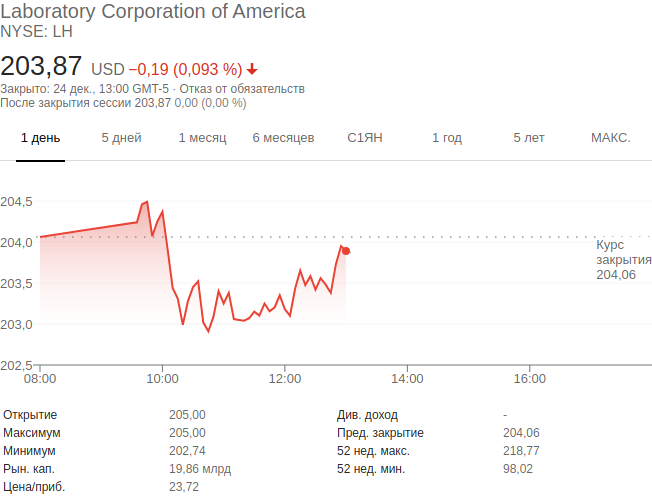 Laboratory Corporation of America
NYSE: LH
203,87 USD −0,19 (0,093 %)
Закрыто: 24 дек., 13:00 GMT-5 · Отказ от обязательств
После закрытия сессии 203,87 0,00 (0,00 %)
1 день 5 дней 1 месяц 6 месяцев С1ЯН 1 год 5 лет МАКС.
204,5
204,0
Курс
закрытия
204,06
203,5
203,0
202,5
08:00 10:00 12:00 14:00 16:00
Открытие 205,00 Див. доход -
Максимум 205,00 Пред. закрытие 204,06
Минимум 202,74 52 нед. макс. 218,77
Рын. кап. 19,86 млрд 52 нед. мин. 98,02
Цена/приб. 23,72